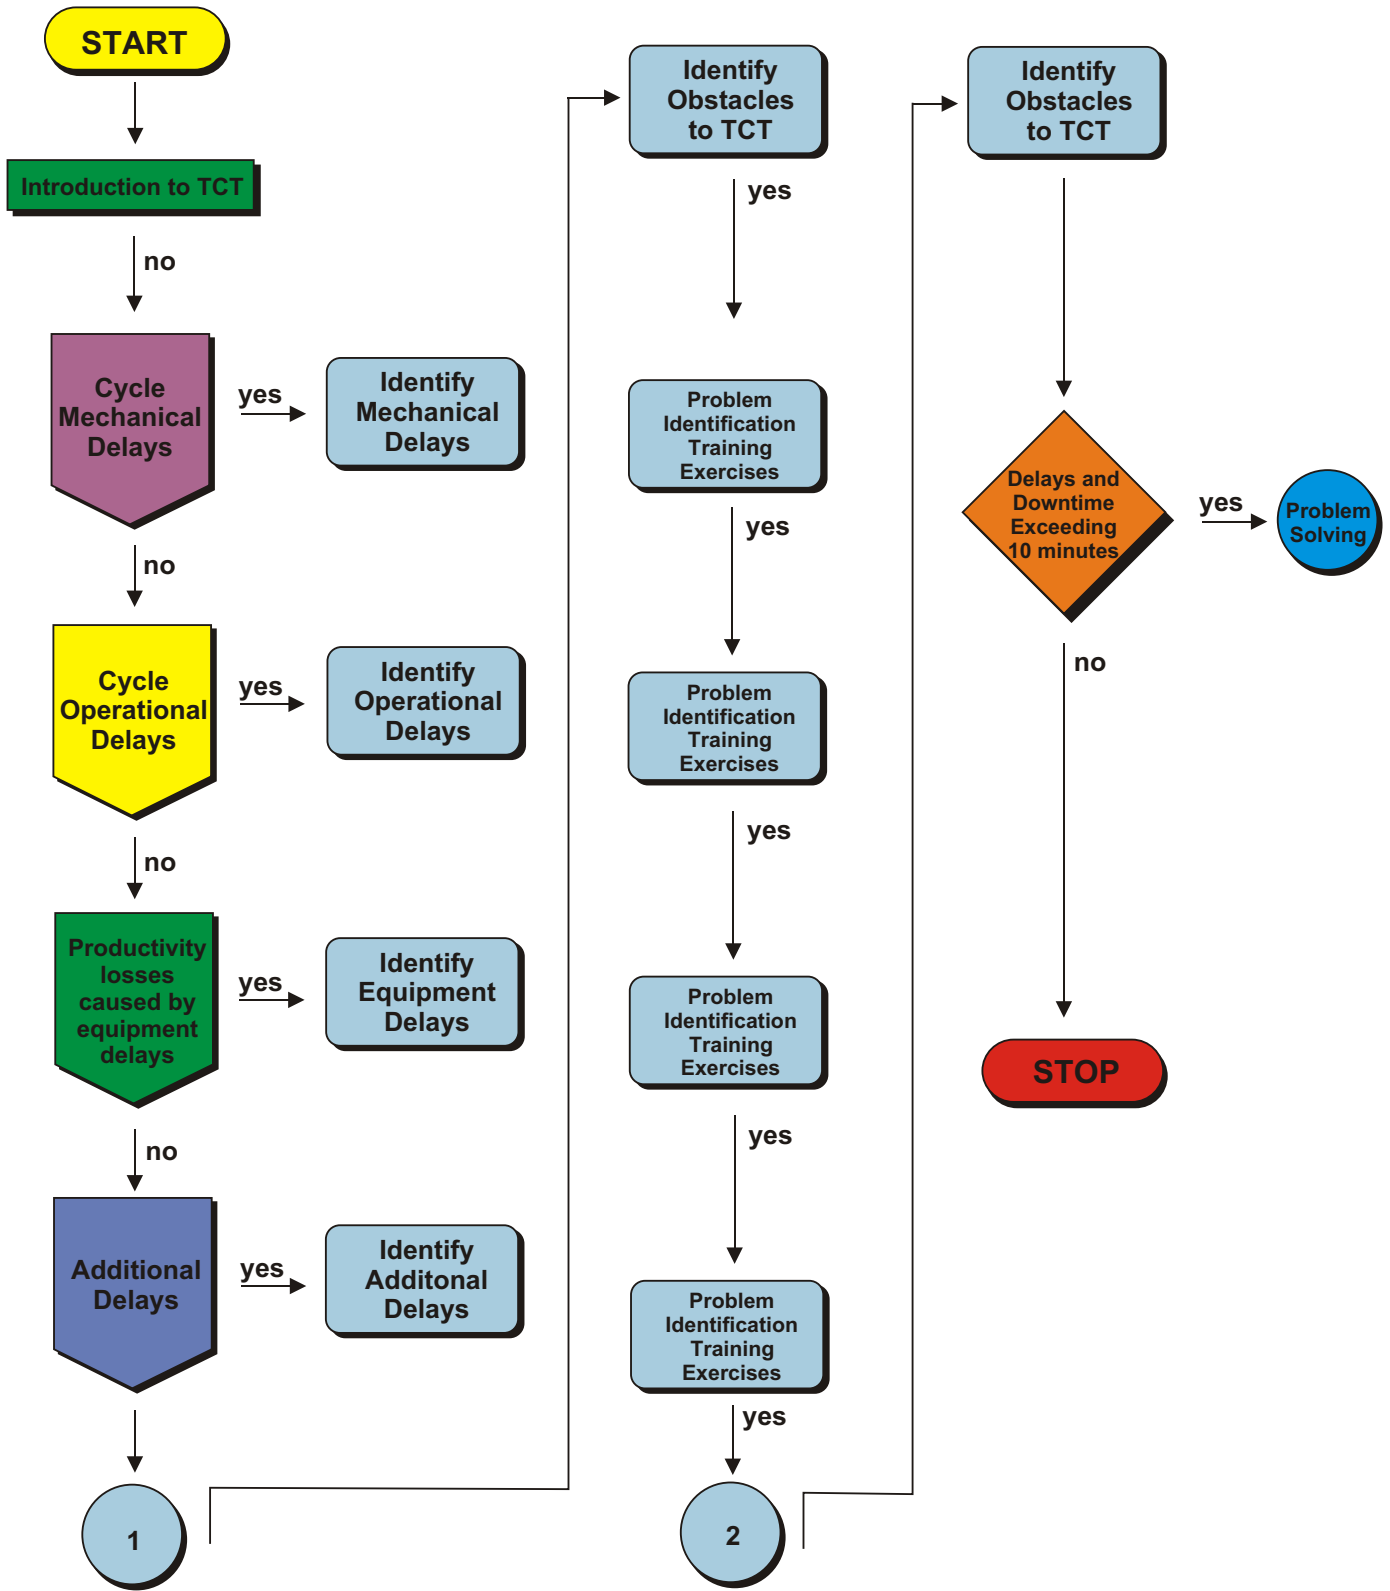 START
Introduction to TCT
no
Cycle
Mechanical
Delays
yes
Identify
Mechanical
Delays
no
Cycle
Operational
Delays
yes
Identify
Operational
Delays
no
Productivity
losses
caused by
equipment
delays
yes
Identify
Equipment
Delays
no
Additional
Delays
yes
Identify
Additonal
Delays
1
Identify
Obstacles
to TCT
yes
Problem
Identification
Training
Exercises
yes
Problem
Identification
Training
Exercises
yes
Problem
Identification
Training
Exercises
yes
Problem
Identification
Training
Exercises
yes
2
Identify
Obstacles
to TCT
Delays and
Downtime
Exceeding
10 minutes
yes
Problem
Solving
no
STOP